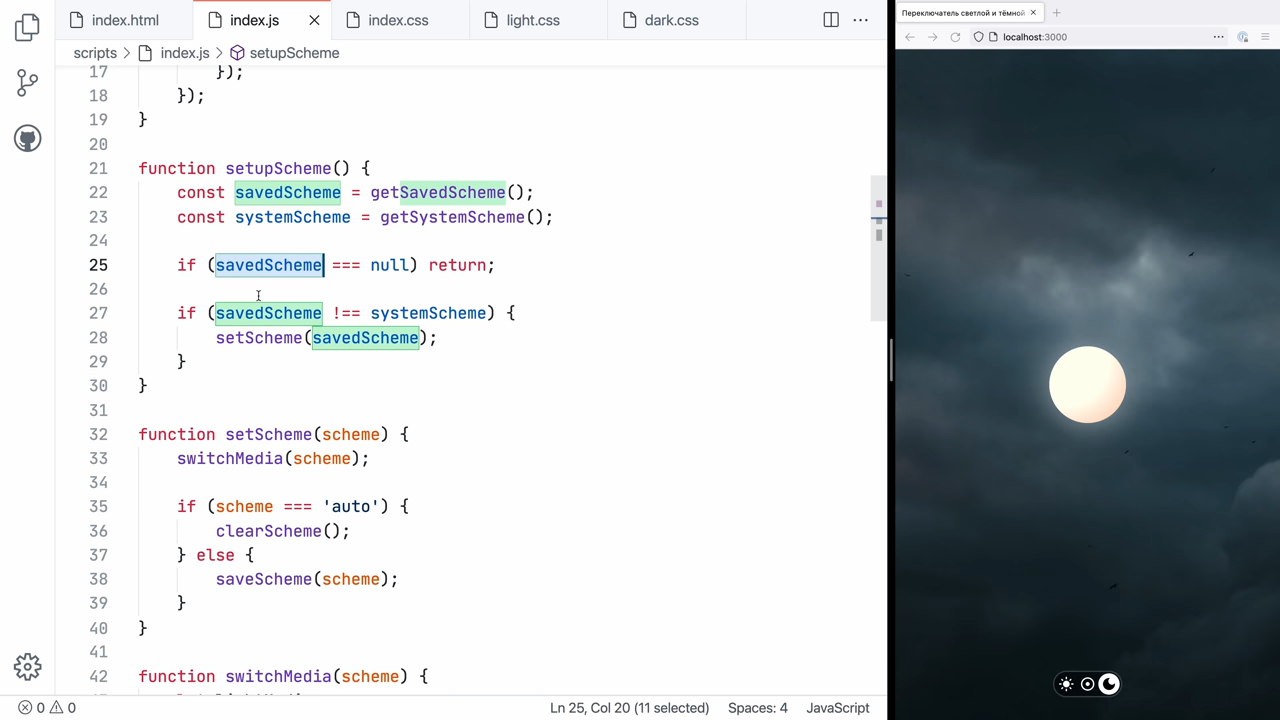 index.html
index.js
index.css
light.css
dark.css
scripts
index.js
setupScheme
17 });
18 });
19 }
20
21 function setupScheme() {
22 const savedScheme = getSavedScheme();
23 const systemScheme = getSystemScheme();
24
25 if (savedScheme === null) return;
26
27 if (savedScheme !== systemScheme) {
28 setScheme(savedScheme);
29 }
30 }
31
32 function setScheme(scheme) {
33 switchMedia(scheme);
34
35 if (scheme === 'auto') {
36 clearScheme();
37 } else {
38 saveScheme(scheme);
39 }
40 }
41
42 function switchMedia(scheme) {
0
0
Ln 25, Col 20 (11 selected)
Spaces: 4
JavaScript
Переключатель светлой и тёмной
localhost:3000